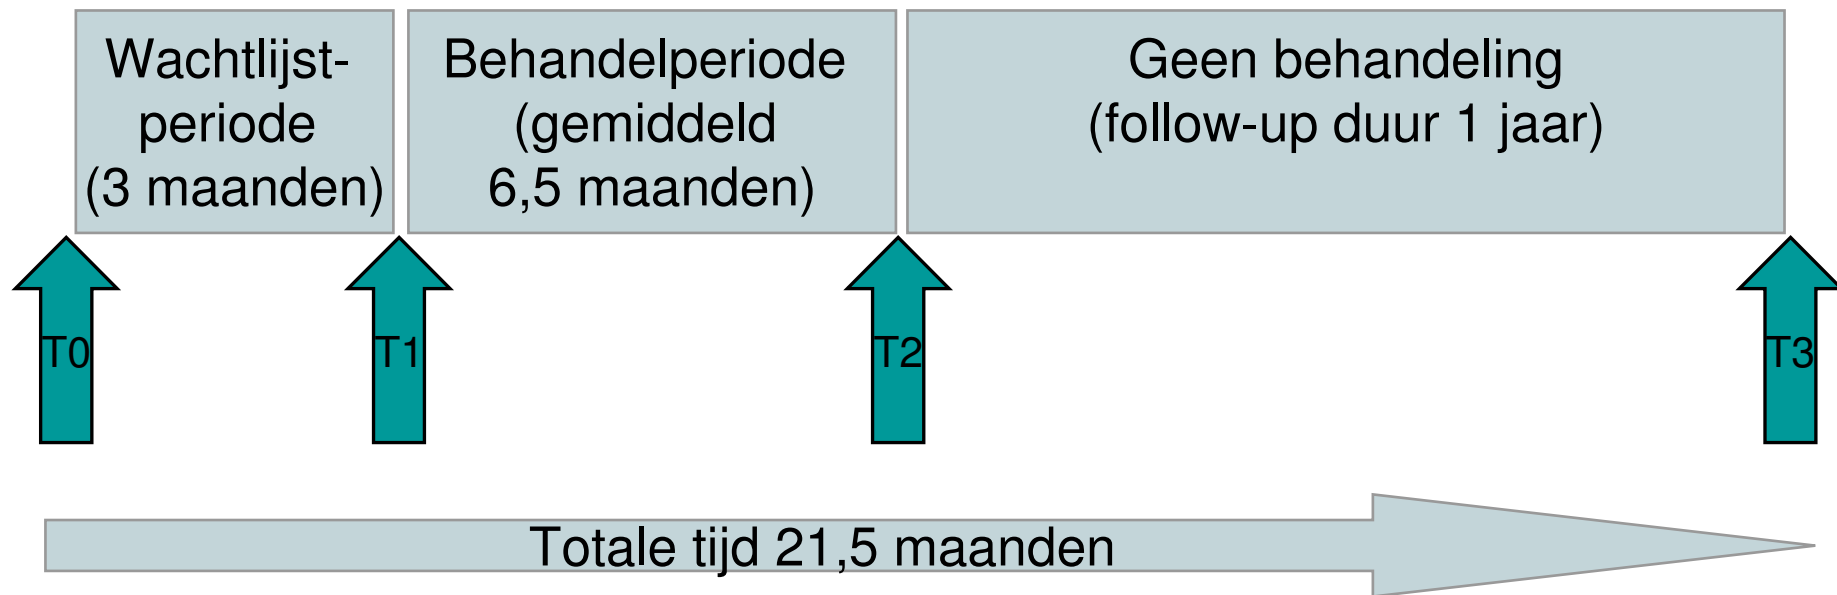 Wachtlijst-
periode
(3 maanden)
Behandelperiode
(gemiddeld
6,5 maanden)
Geen behandeling
(follow-up duur 1 jaar)
T0
T1
T2
T3
Totale tijd 21,5 maanden